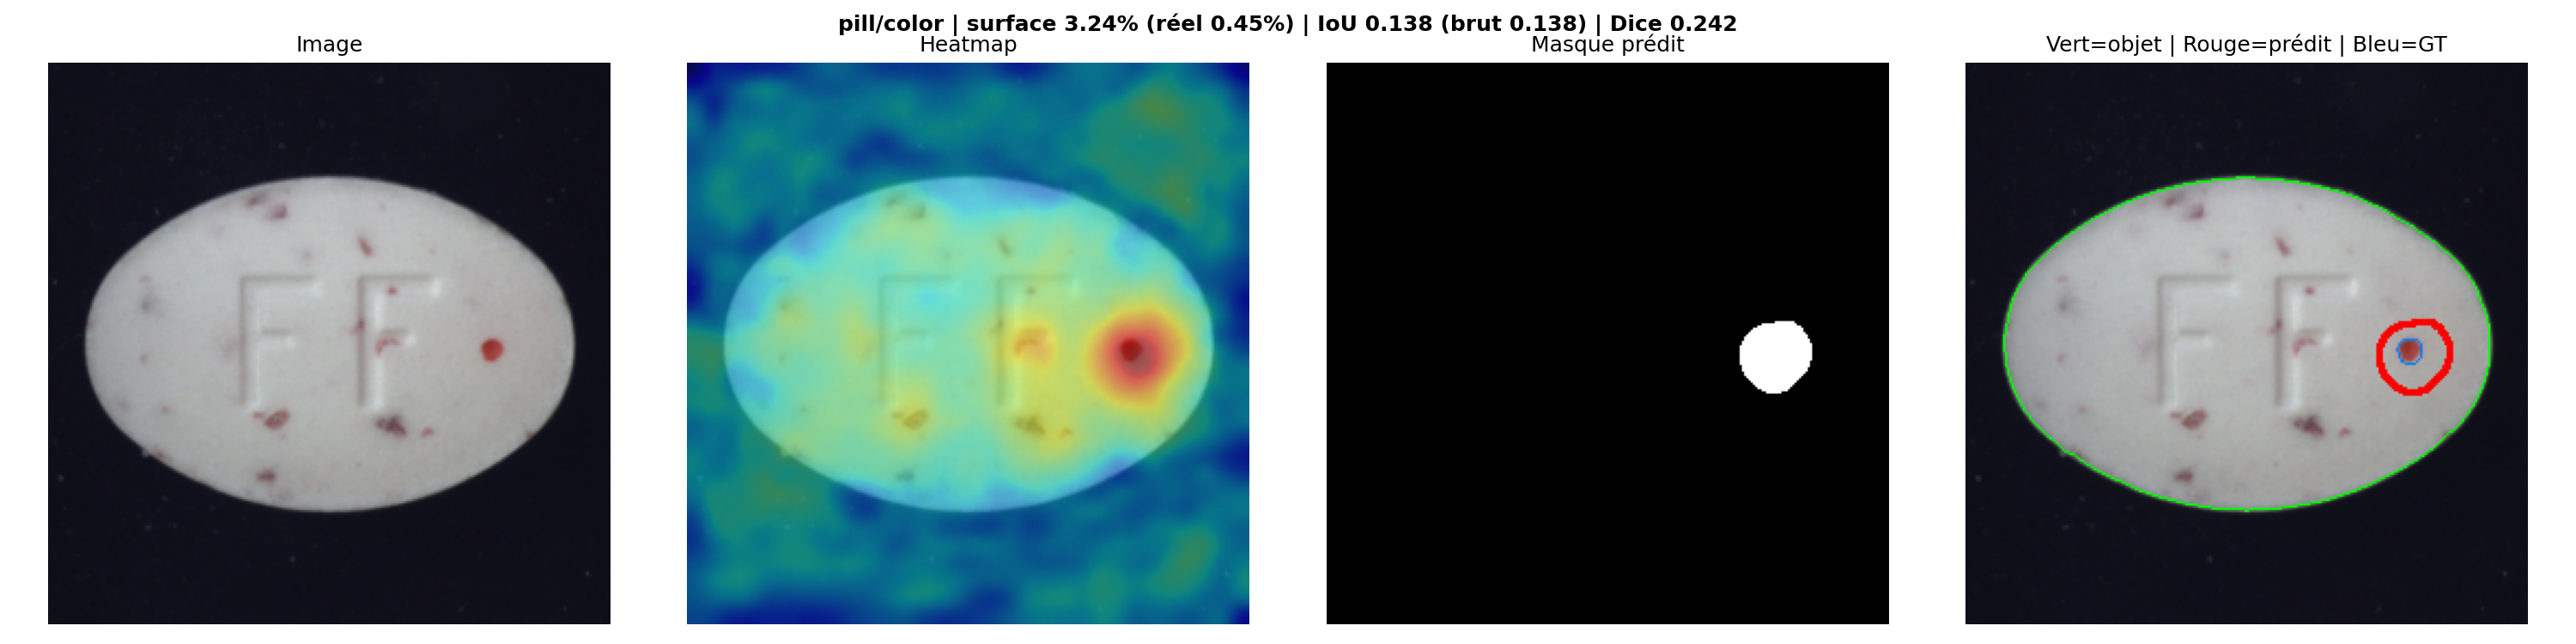 pill/color | surface 3.24% (réel 0.45%) | IoU 0.138 (brut 0.138) | Dice 0.242
Image
Heatmap
Masque prédit
Vert=objet | Rouge=prédit | Bleu=GT
FF
FF
FF